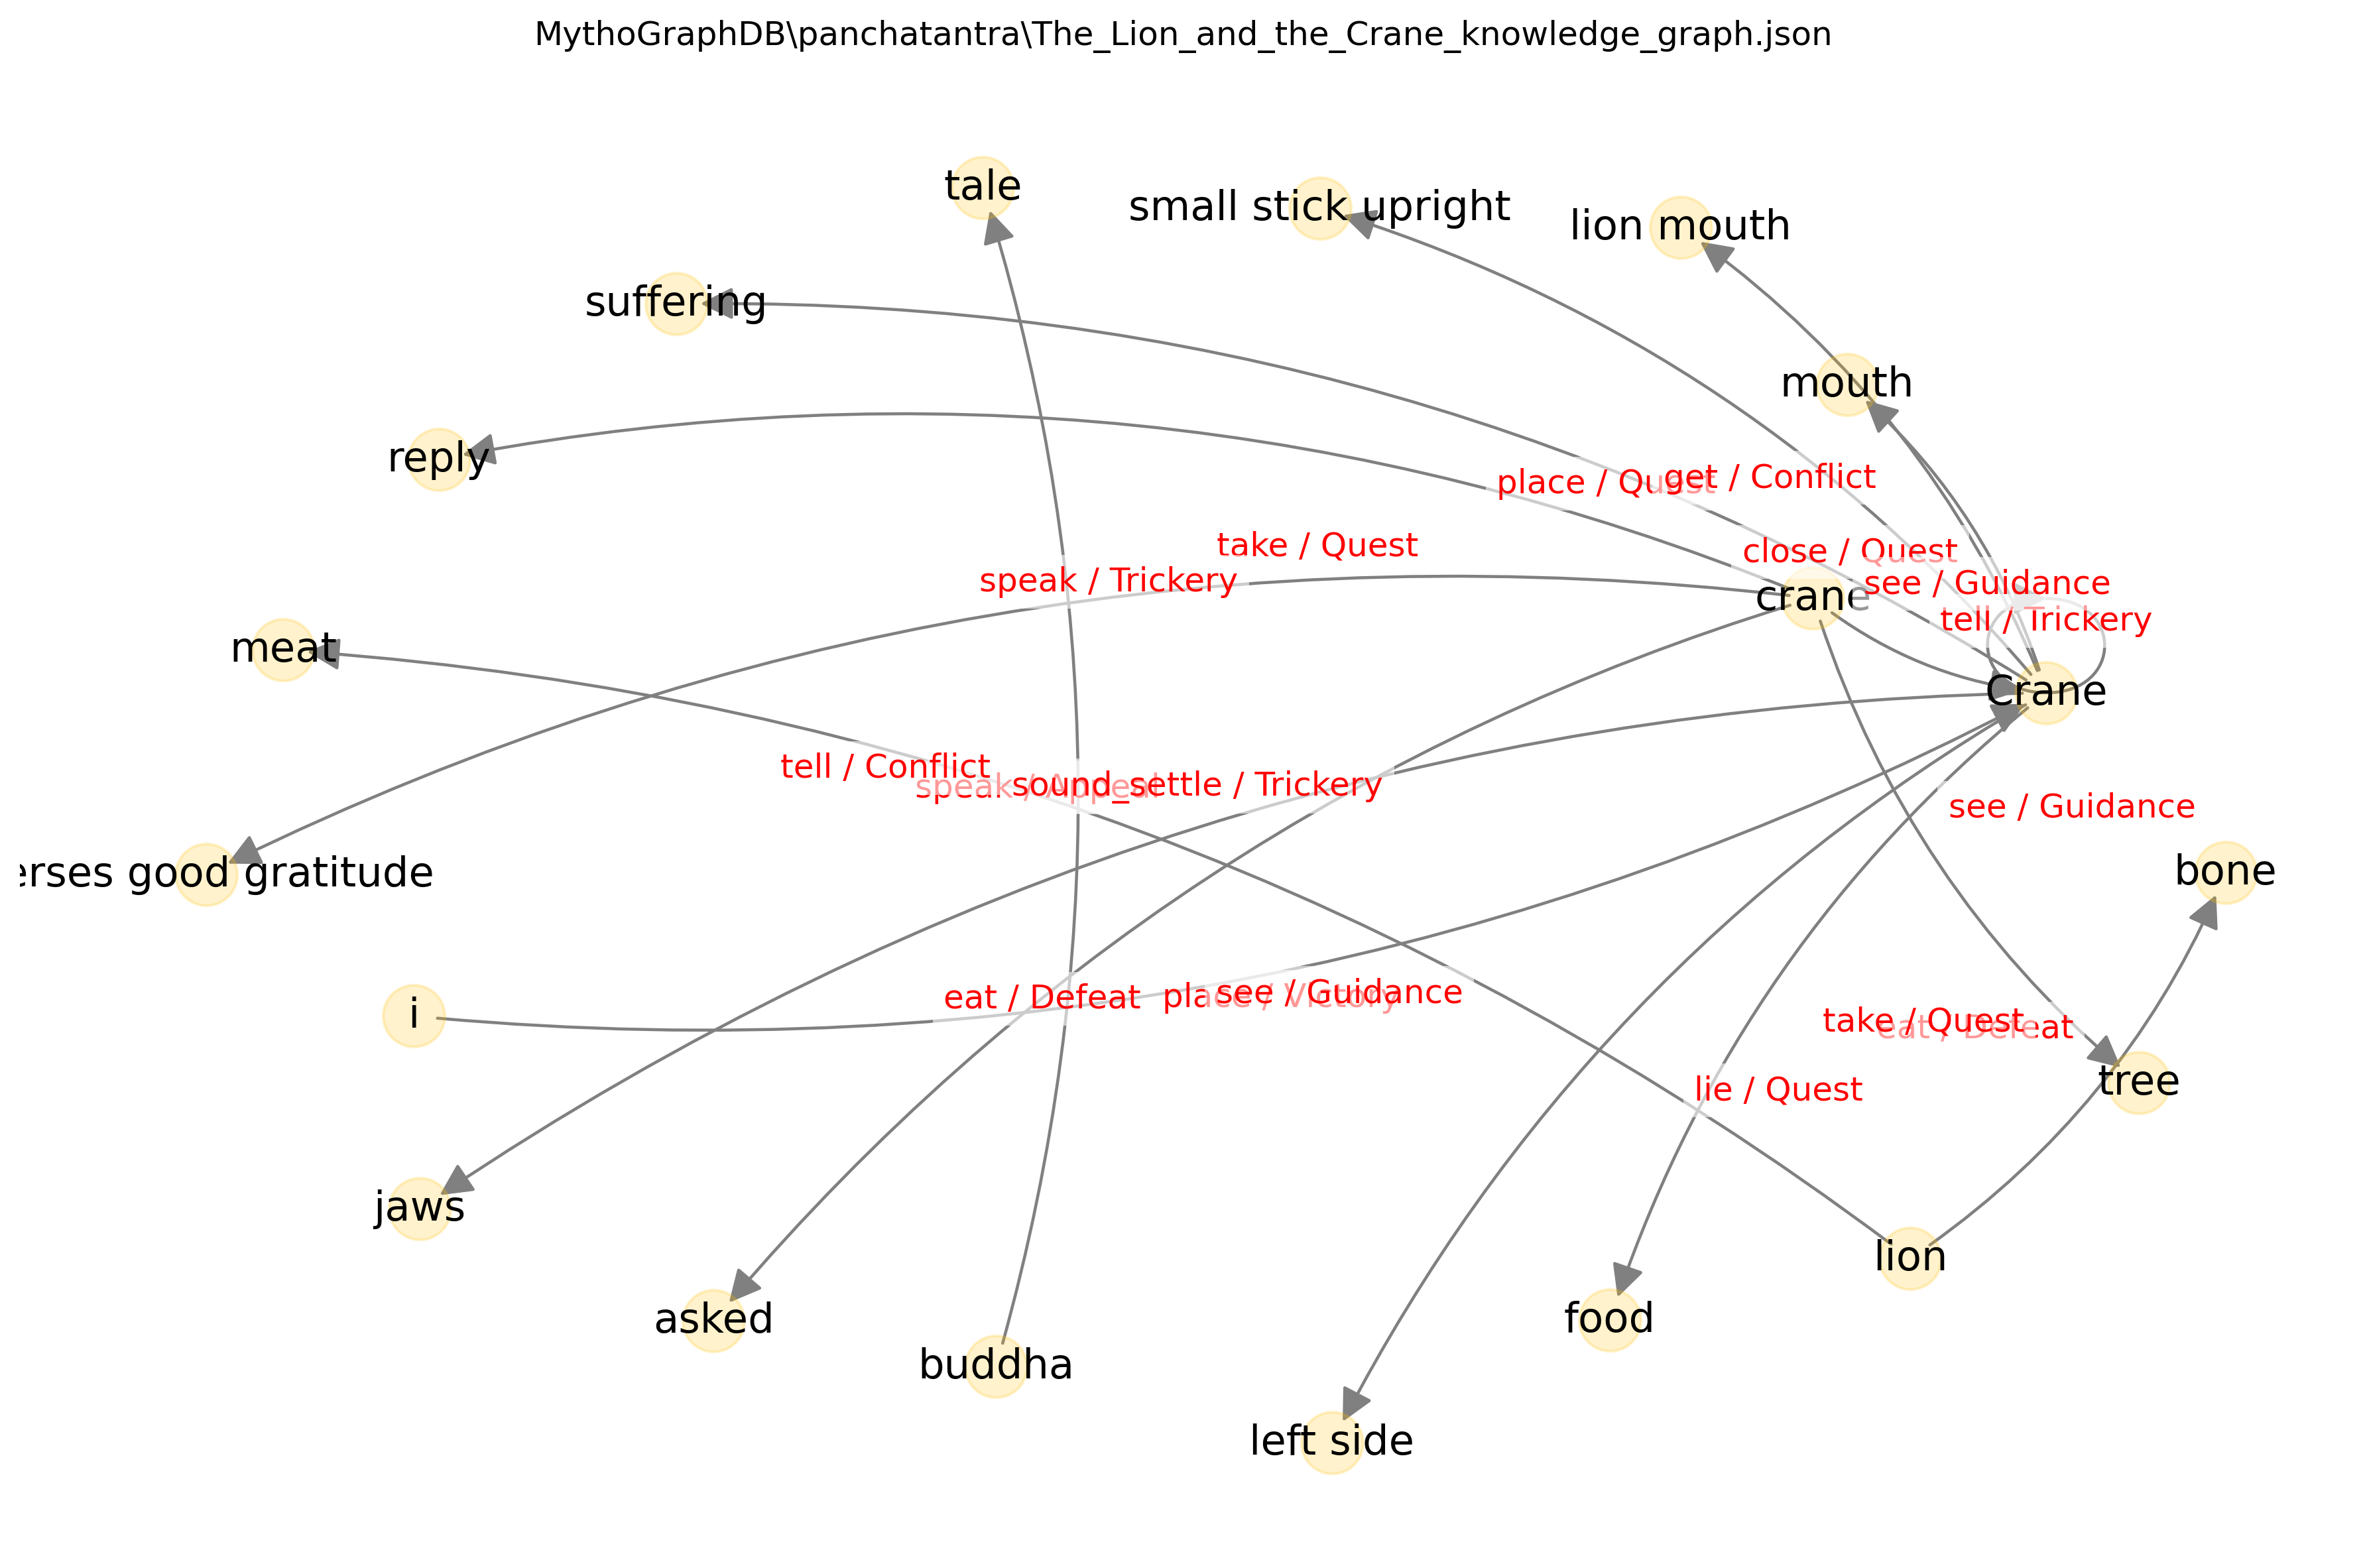 MythoGraphDB\panchatantra\The_Lion_and_the_Crane_knowledge_graph.json
tale
small stick upright
lion mouth
suffering
mouth
reply
place / Quest
get / Conflict
take / Quest
close / Quest
speak / Trickery
see / Guidance
crane
tell / Trickery
meat
Crane
tell / Conflict
speak / Appeal
sound_settle / Trickery
see / Guidance
good gratitude
bone
eat / Defeat
place / Victory
see / Guidance
i
take / Quest
eat / Defeat
tree
lie / Quest
jaws
lion
asked
food
buddha
left side